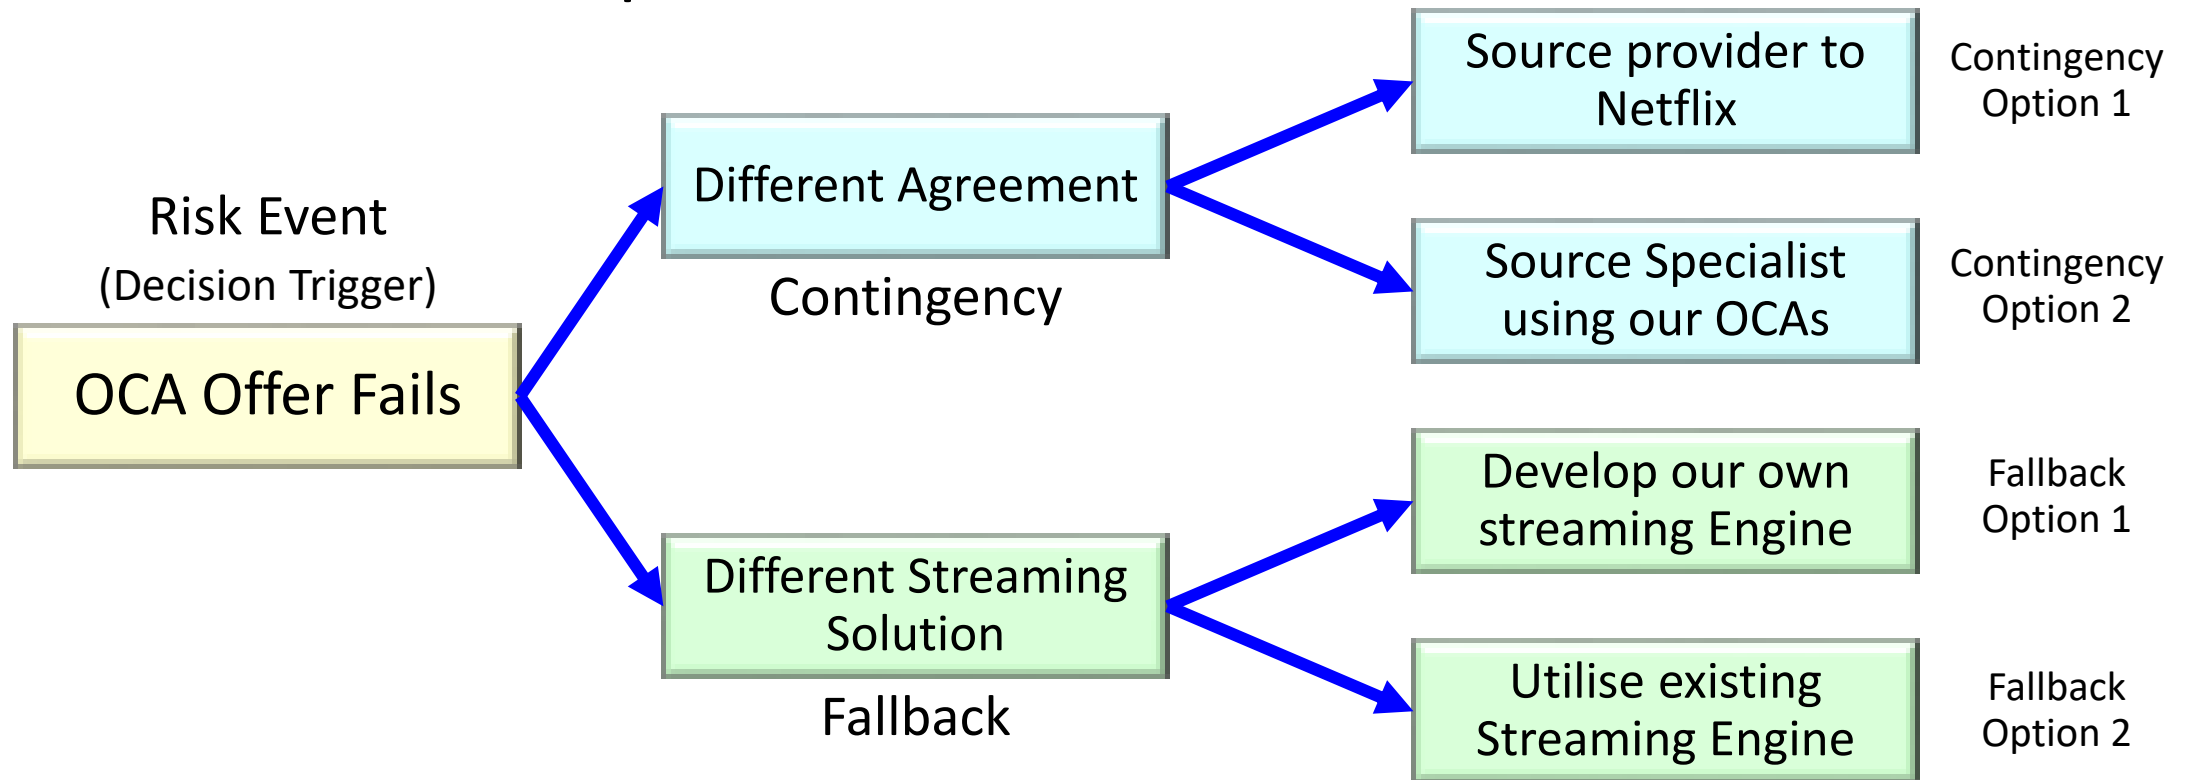 Risk Event
(Decision Trigger)
OCA Offer Fails
Different Agreement
Contingency
Different Streaming
Solution
Fallback
Source provider to
Netflix
Contingency
Option 1
Source Specialist
using our OCAs
Contingency
Option 2
Develop our own
streaming Engine
Fallback
Option 1
Utilise existing
Streaming Engine
Fallback
Option 2